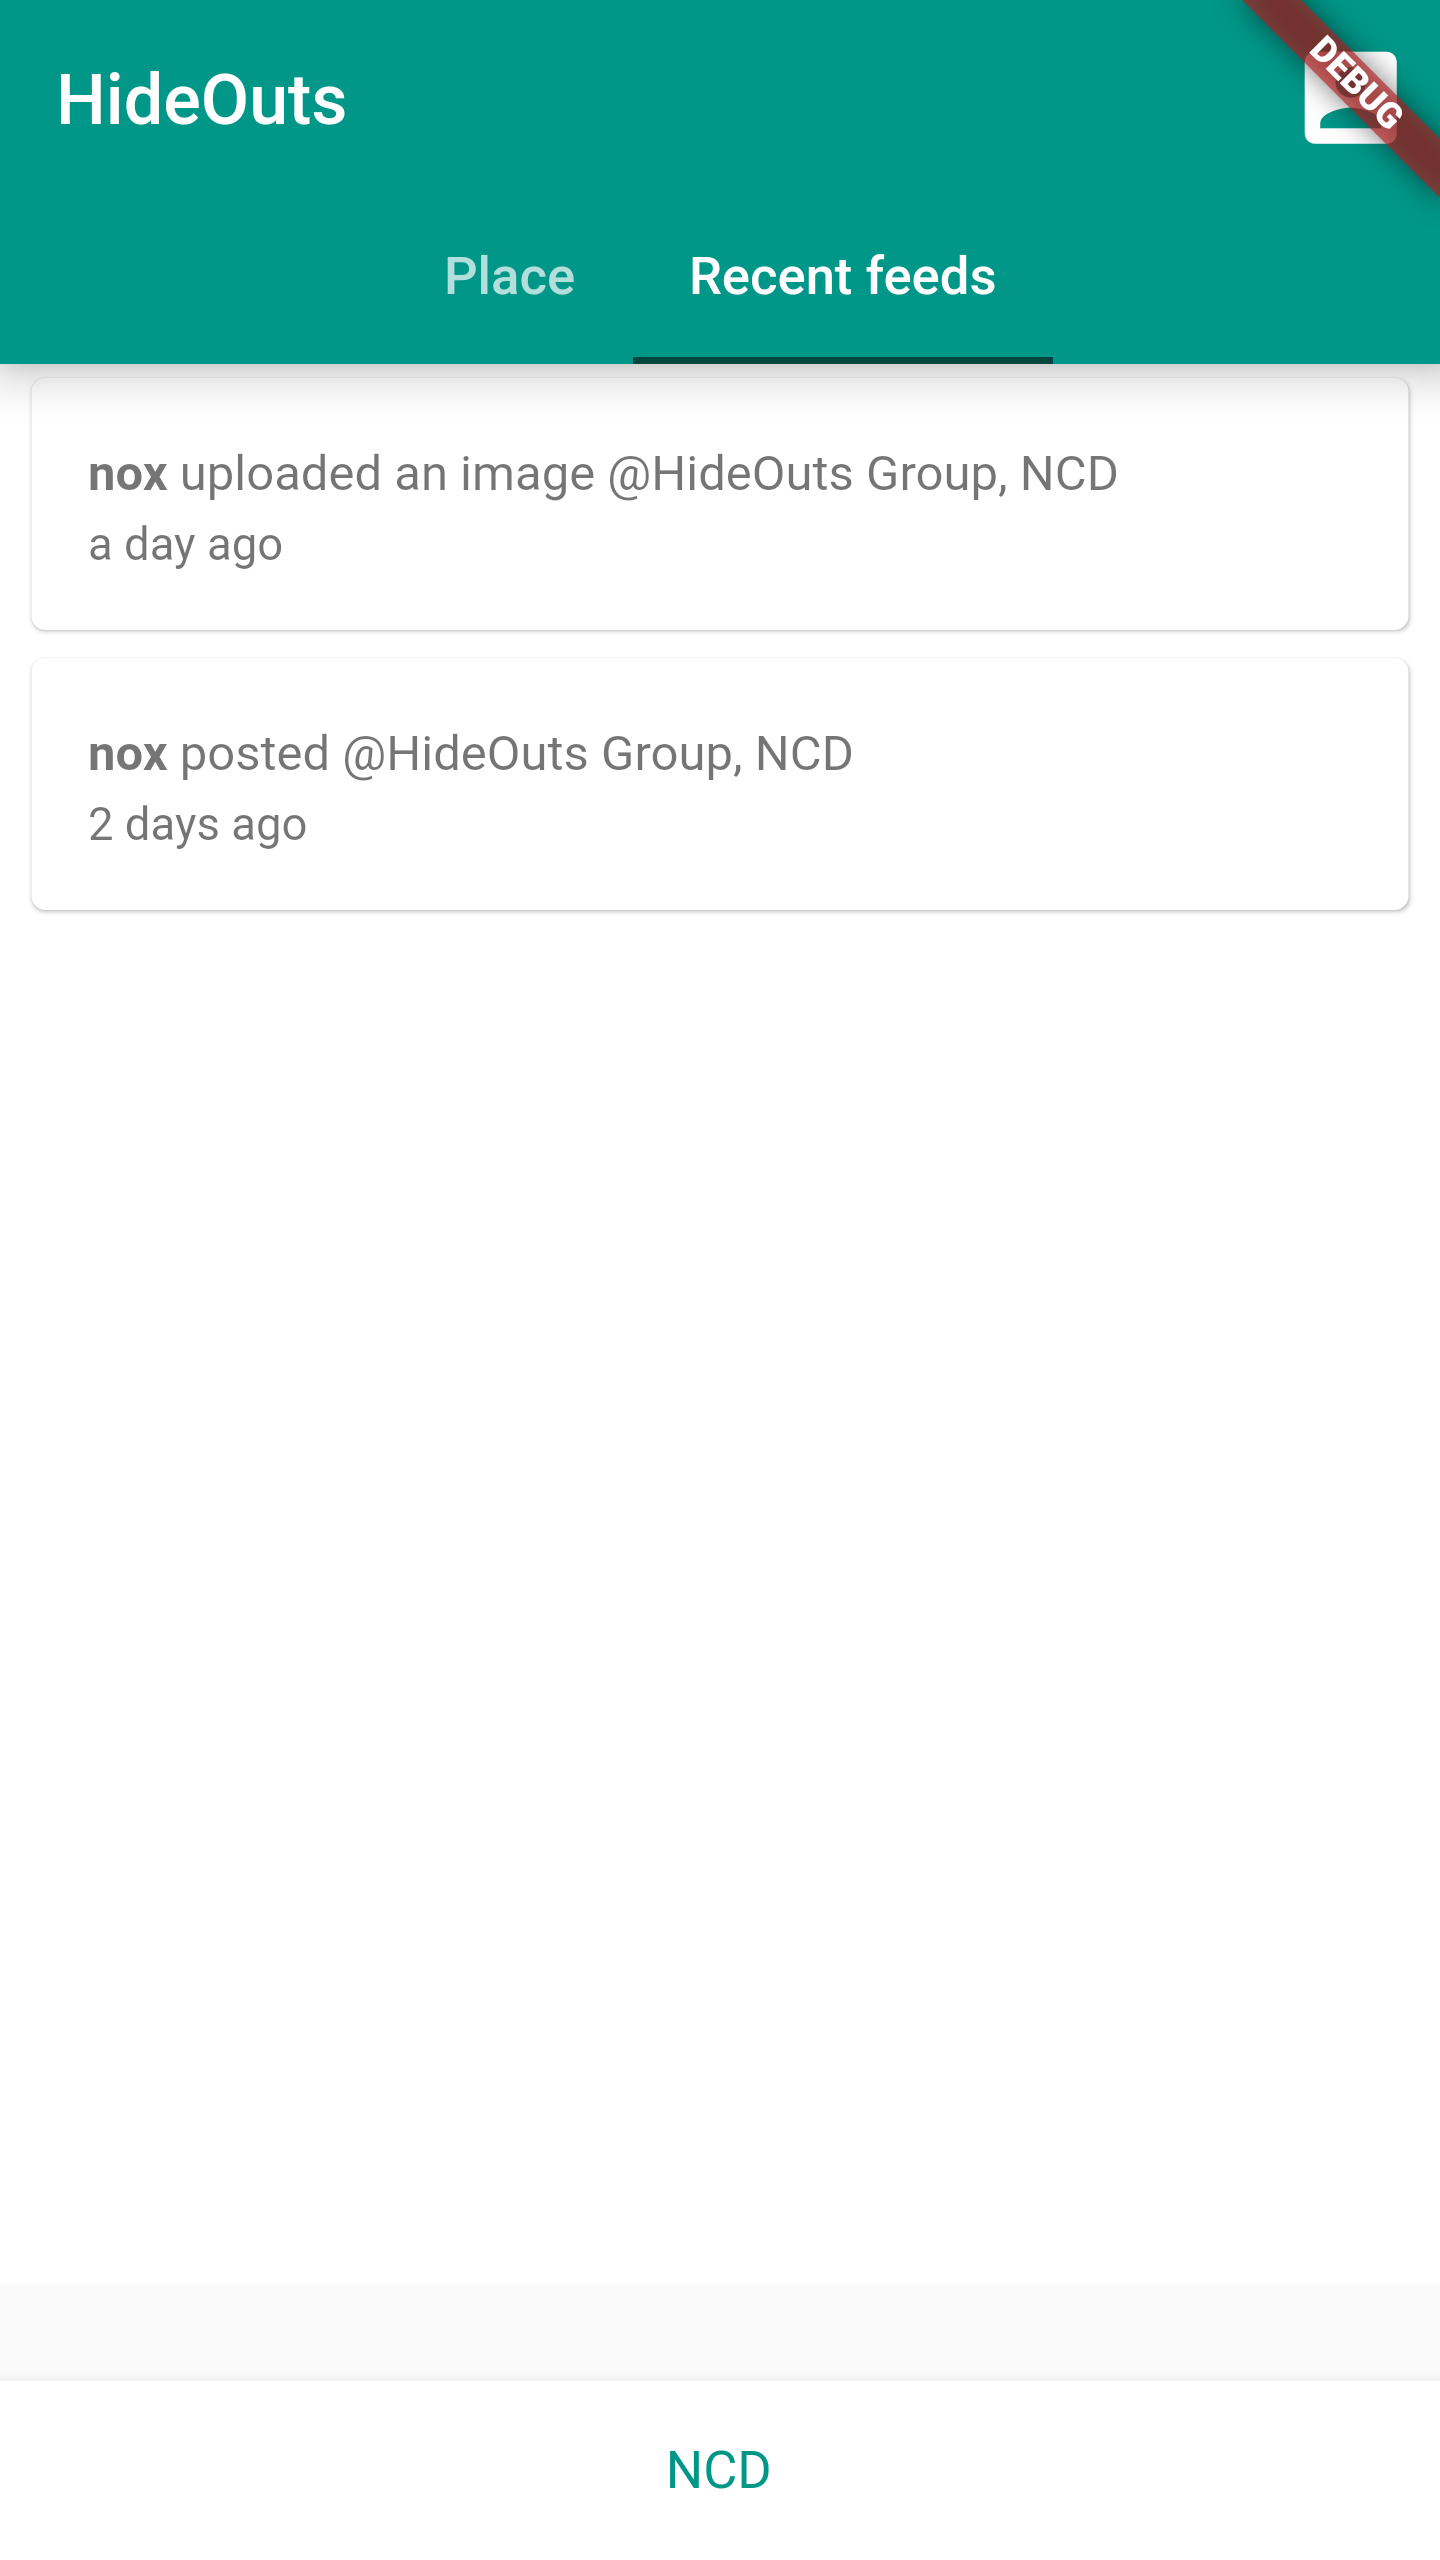 HideOuts
DEBUG
Place
Recent feeds
nox uploaded an image @HideOuts Group, NCD
a day ago
nox posted @HideOuts Group, NCD
2 days ago
NCD